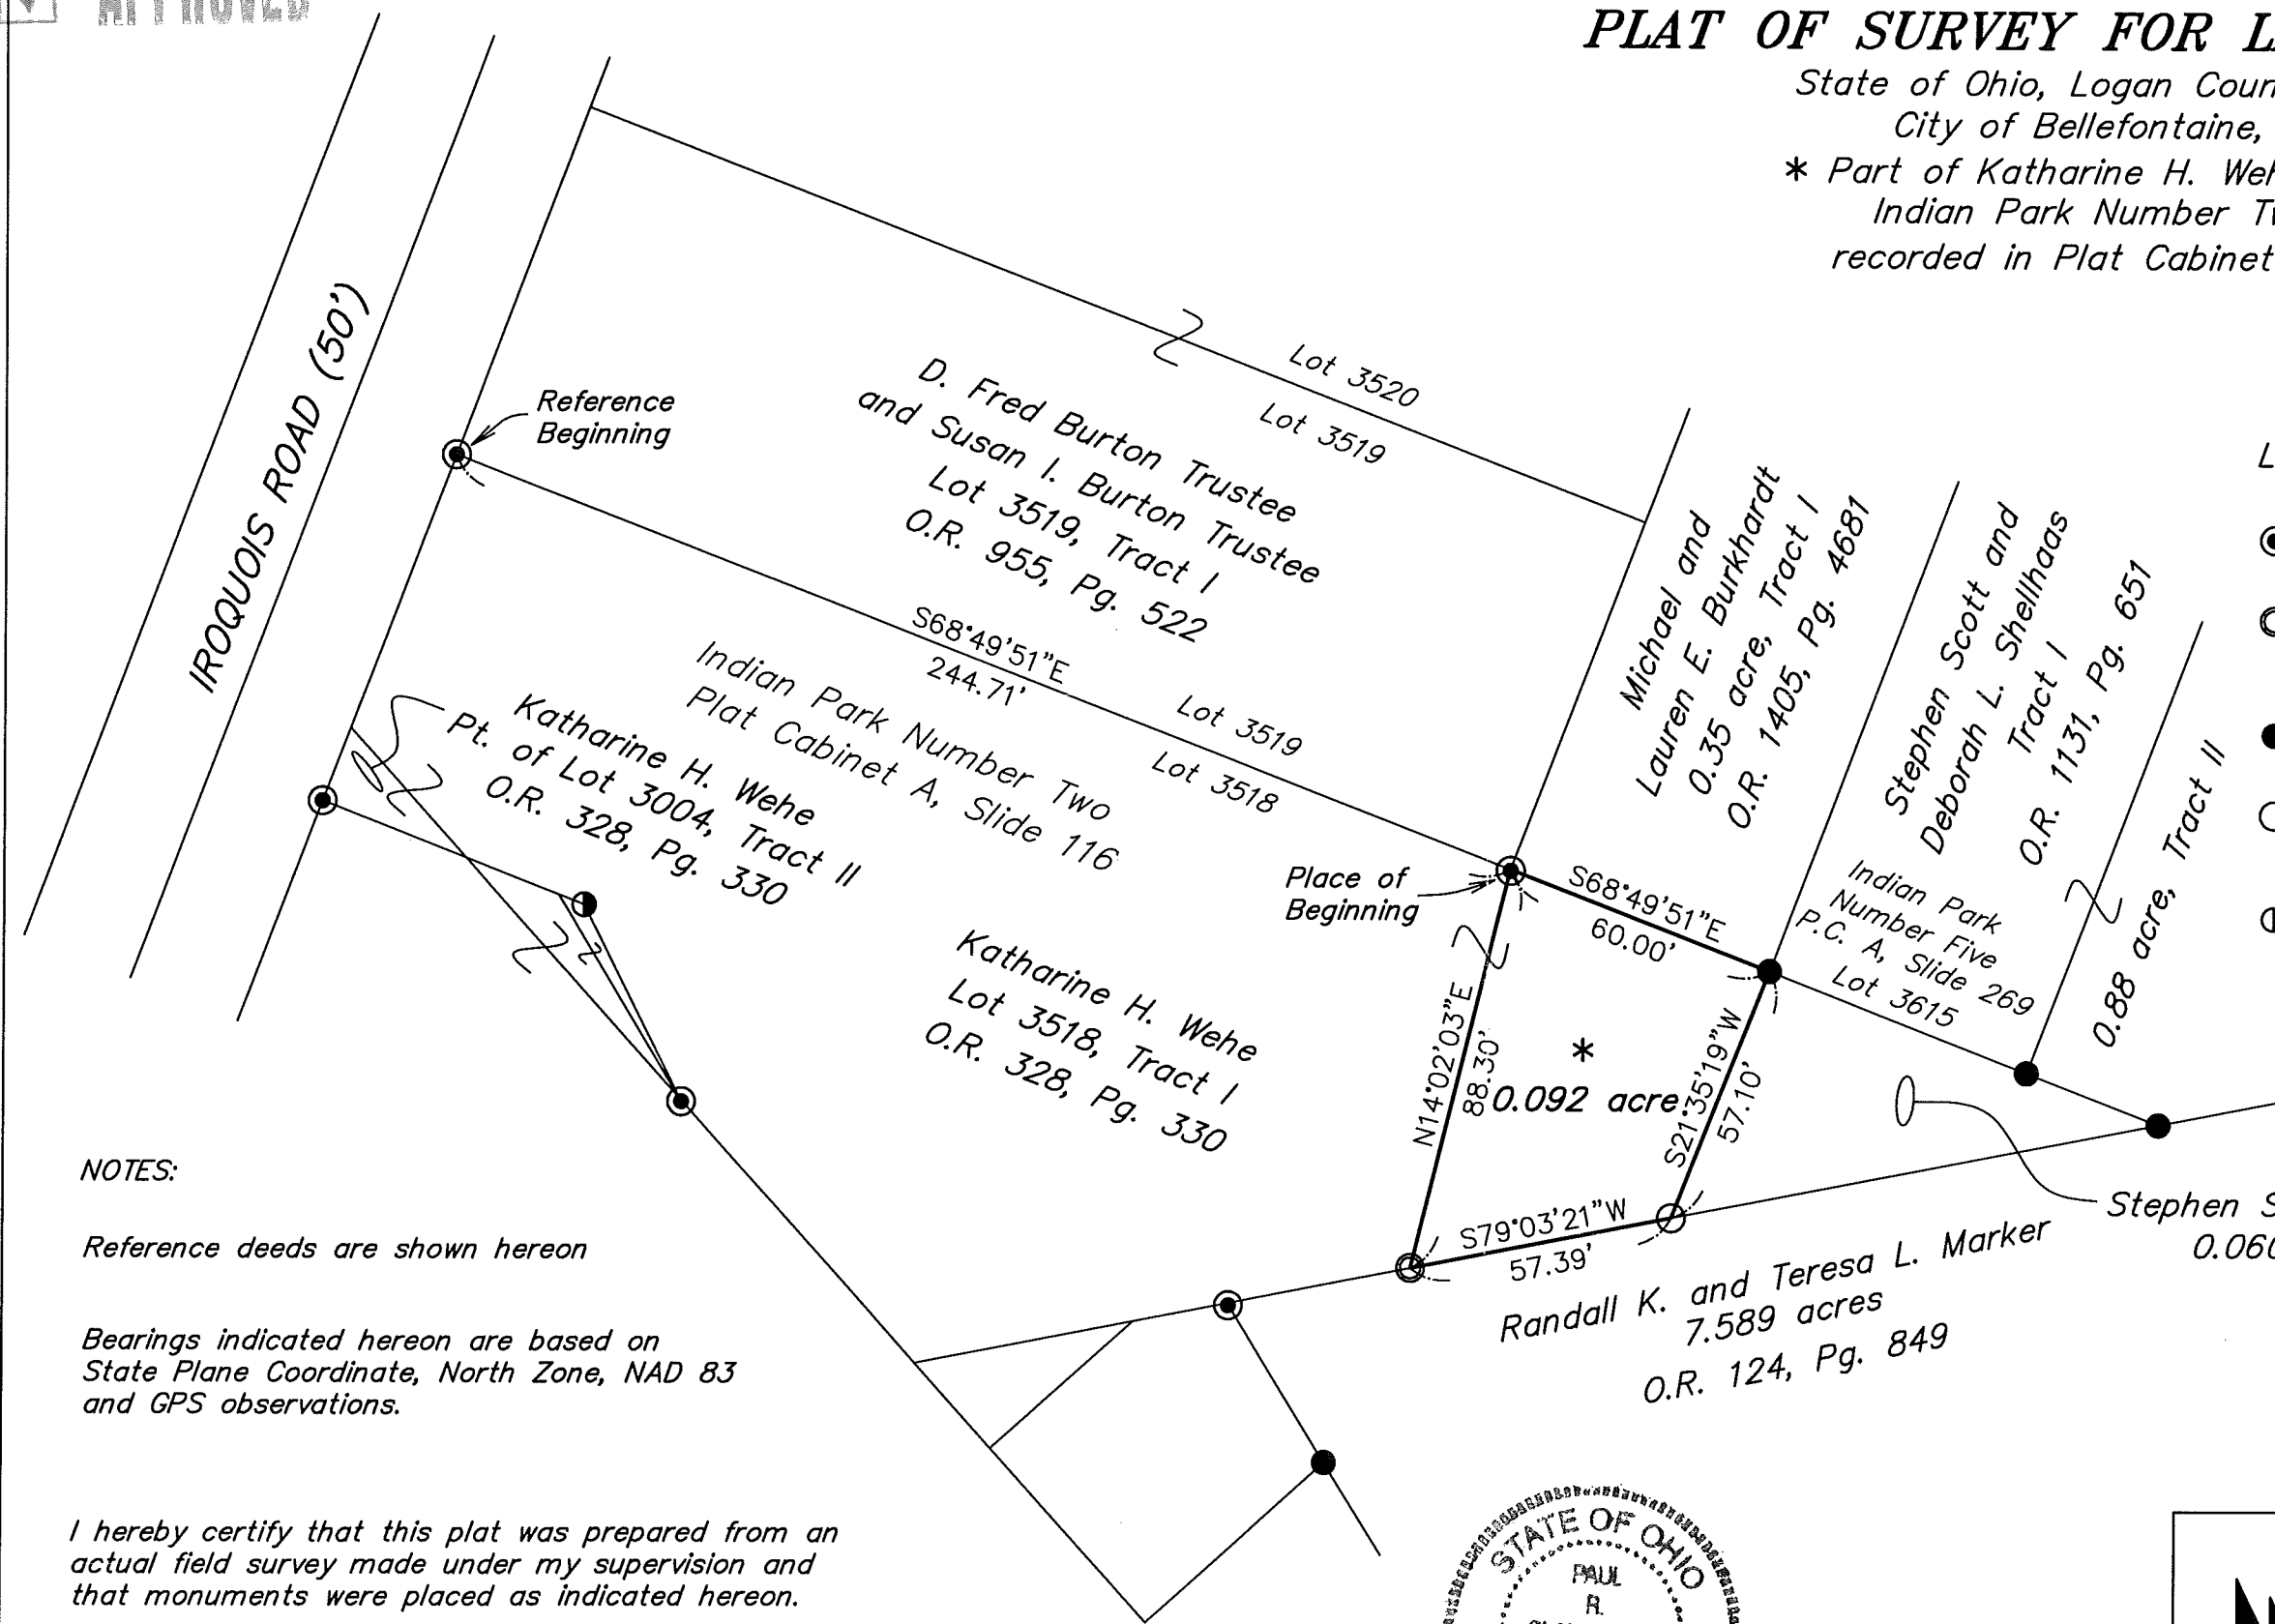 APPROVED
PLAT OF SURVEY FOR
State of Ohio, Logan
City of Bellefontaine,
* Part of Katharine H.
Indian Park Number
recorded in Plat Cabinet
IROQUOIS ROAD (50')
Reference
Beginning
Lot 3520
Lot 3519
D. Fred Burton Trustee
and Susan I. Burton Trustee
Lot 3519, Tract I
O.R. 955, Pg. 522
S68°49'51"E
244.71'
Lot 3519
Lot 3518
Indian Park Number Two
Plat Cabinet A, Slide 116
Katharine H. Wehe
Pt. of Lot 3004, Tract II
O.R. 328, Pg. 330
Katharine H. Wehe
Lot 3518, Tract I
O.R. 328, Pg. 330
Michael and
Lauren E. Burkhardt
0.35 acre, Tract I
O.R. 1405, Pg. 4681
Stephen Scott and
Deborah L. Shellhaas
Tract I
O.R. 1131, Pg. 651
0.88 acre, Tract II
Indian Park
Number Five
P.C. A, Slide 269
Lot 3615
Place of
Beginning
S68°49'51"E
60.00'
N14°02'03"E
88.30'
*
0.092 acre
S21°35'19"W
57.10'
S79°03'21"W
57.39'
Stephen
Randall K. and Teresa L. Marker
7.589 acres
O.R. 124, Pg. 849
NOTES:
Reference deeds are shown hereon
Bearings indicated hereon are based on
State Plane Coordinate, North Zone, NAD 83
and GPS observations.
I hereby certify that this plat was prepared from an
actual field survey made under my supervision and
that monuments were placed as indicated hereon.
STATE OF OHIO
PAUL
R.